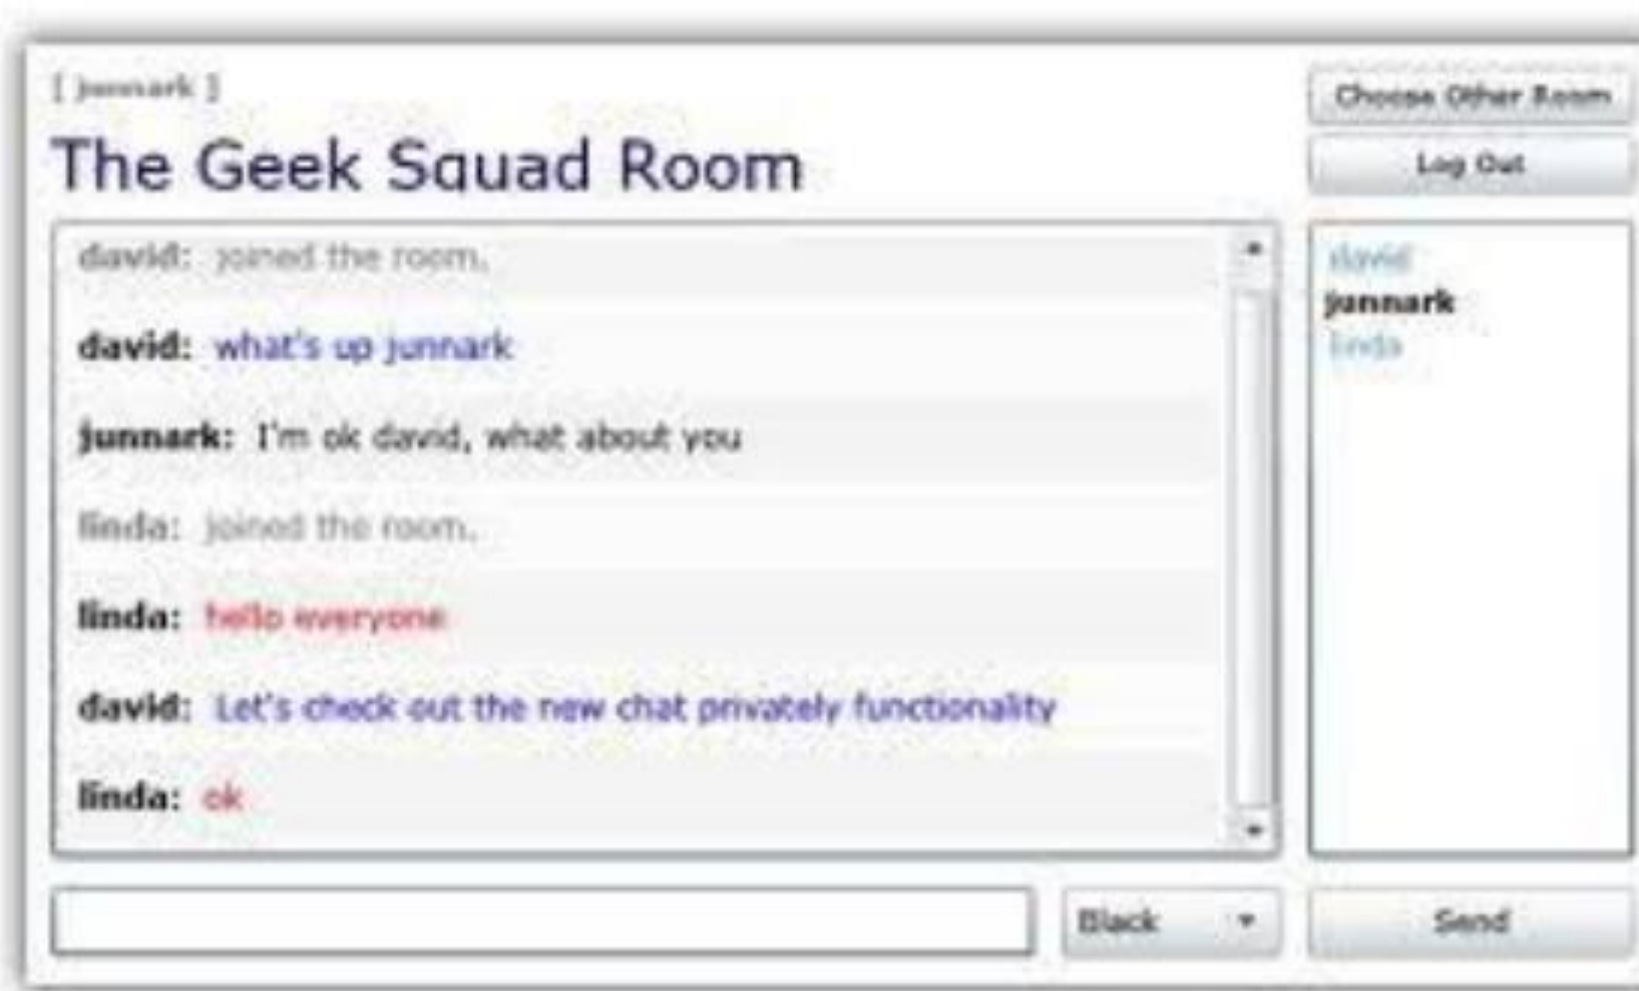 [ junnark ]
Choose Other Room
The Geek Squad Room
Log Out
david: joined the room.
david: what's up junnark
junnark: I'm ok david, what about you
linda: joined the room.
linda: hello everyone
david: Let's check out the new chat privately functionality
linda: ok
david
junnark
linda
Black
Send